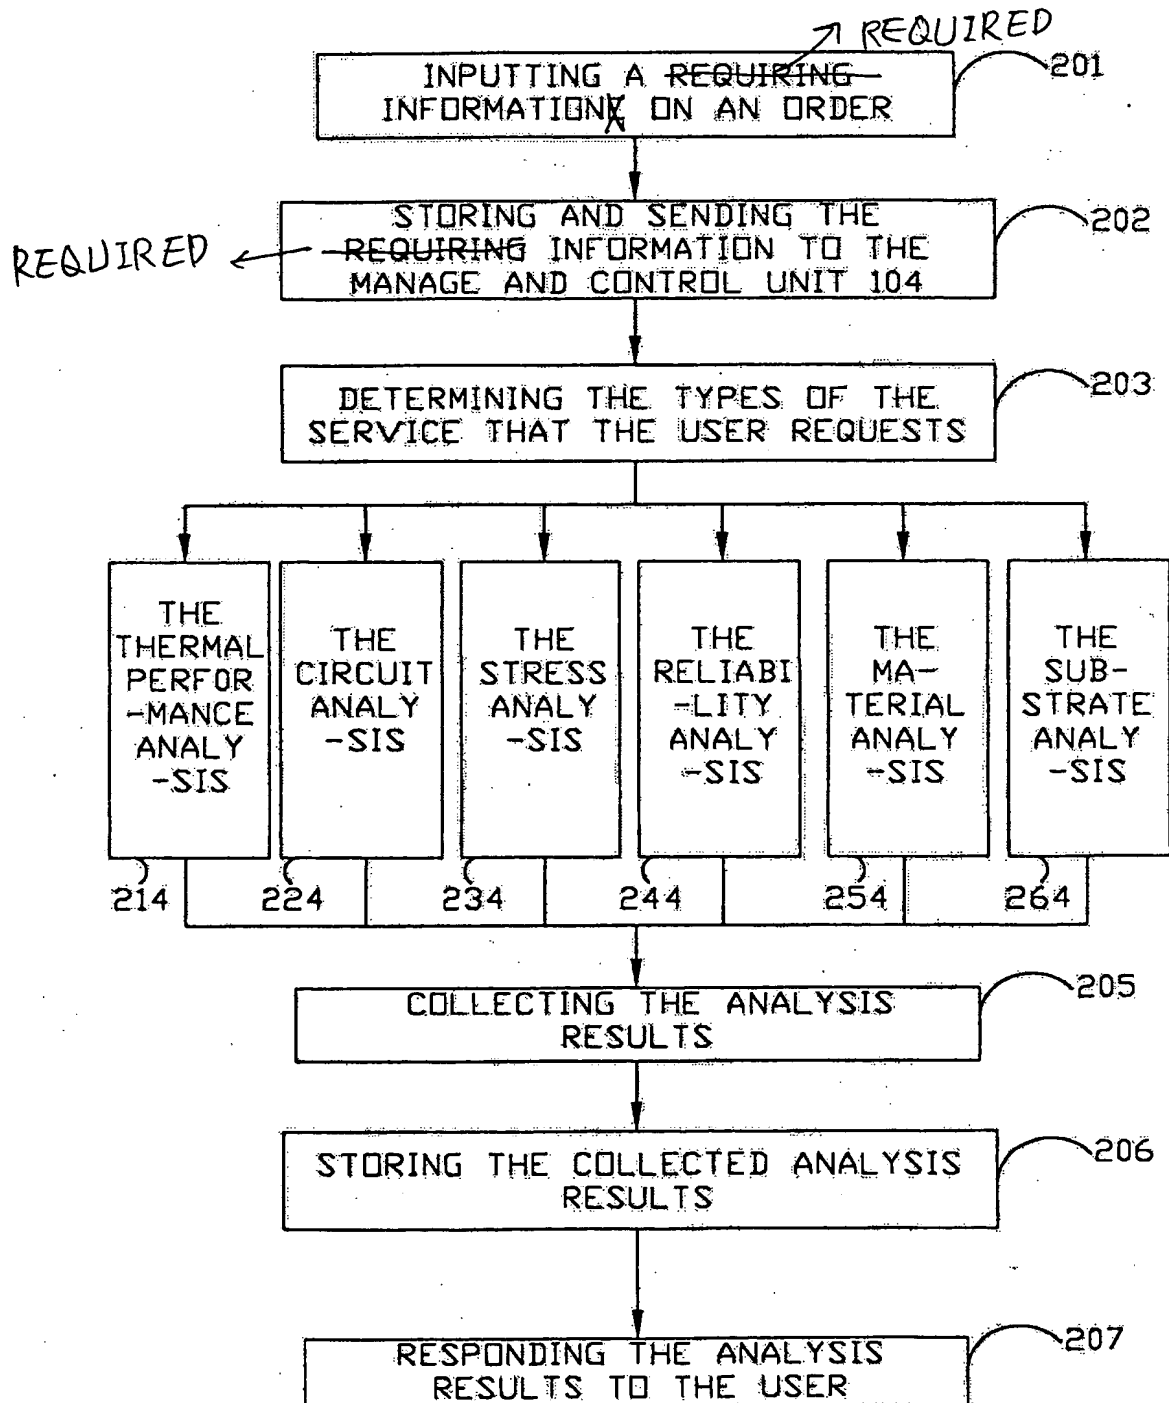 REQUIRED
INPUTTING A REQUIRING
INFORMATION ON AN ORDER
201
STORING AND SENDING THE
REQUIRING INFORMATION TO THE
MANAGE AND CONTROL UNIT 104
202
REQUIRED
DETERMINING THE TYPES OF THE
SERVICE THAT THE USER REQUESTS
203
THE
THERMAL
PERFOR
-MANCE
ANALY
-SIS
214
THE
CIRCUIT
ANALY
-SIS
224
THE
STRESS
ANALY
-SIS
234
THE
RELIABI
-LITY
ANALY
-SIS
244
THE
MA-
TERIAL
ANALY
-SIS
254
THE
SUB-
STRATE
ANALY
-SIS
264
COLLECTING THE ANALYSIS
RESULTS
205
STORING THE COLLECTED ANALYSIS
RESULTS
206
RESPONDING THE ANALYSIS
RESULTS TO THE USER
207